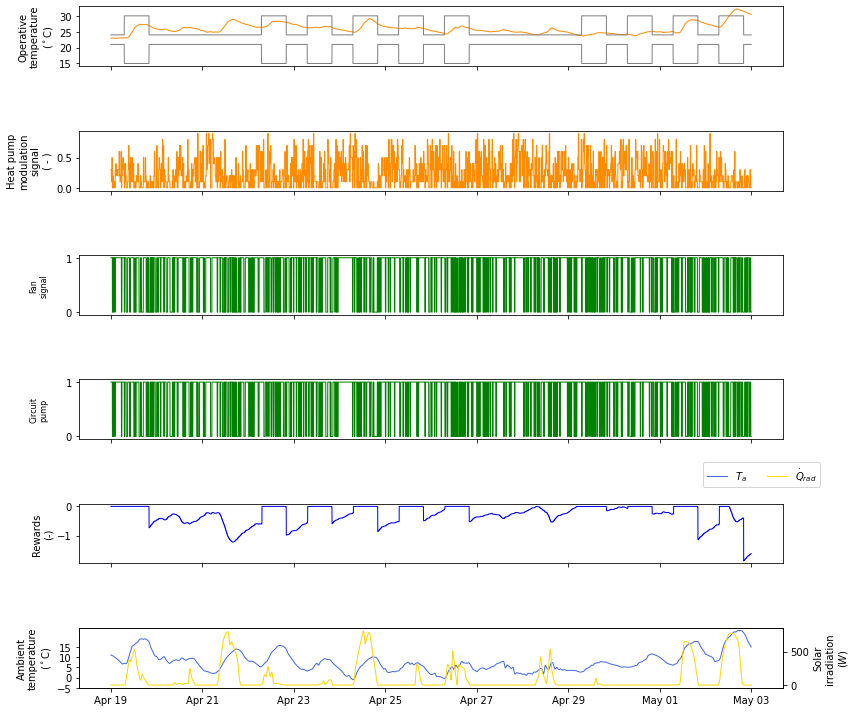 Operative
temperature
(°C)
30
25
20
15
Heat pump
modulation
signal
( - )
0.5
0.0
Fan
signal
1
0
Circuit
pump
1
0
T_a
Q̇_rad
Rewards
(-)
0
−1
Ambient
temperature
(°C)
15
10
5
0
−5
500
0
Solar
irradiation
(W)
Apr 19
Apr 21
Apr 23
Apr 25
Apr 27
Apr 29
May 01
May 03